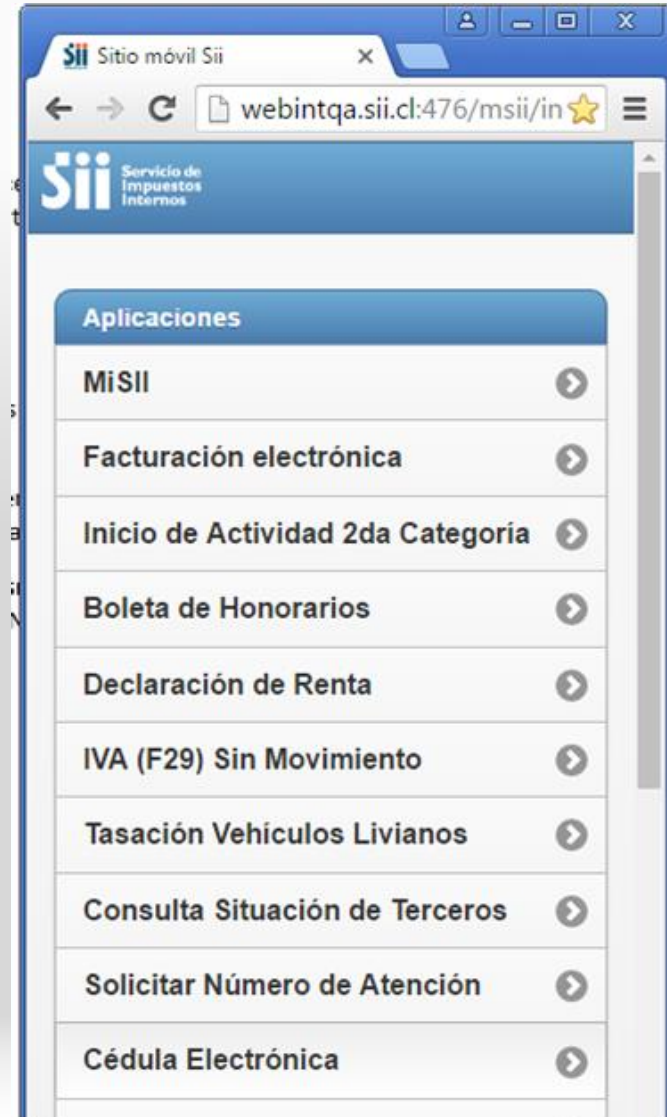 Sitio móvil Sii
webintqa.sii.cl:476/msii/in
Sii Servicio de
Impuestos
Internos
Aplicaciones
MiSII
Facturación electrónica
Inicio de Actividad 2da Categoría
Boleta de Honorarios
Declaración de Renta
IVA (F29) Sin Movimiento
Tasación Vehículos Livianos
Consulta Situación de Terceros
Solicitar Número de Atención
Cédula Electrónica